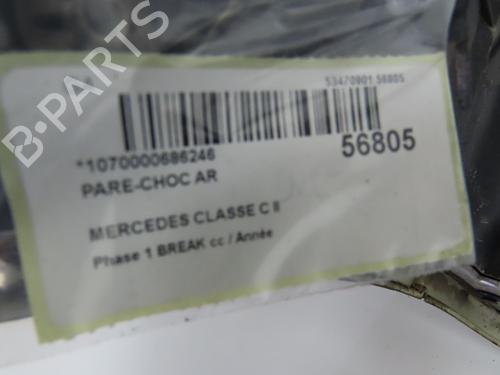 53470901 56805
*1070000686246
56805
PARE-CHOC AR
MERCEDES CLASSE C II
Phase 1 BREAK cc / Année
B-PARTS